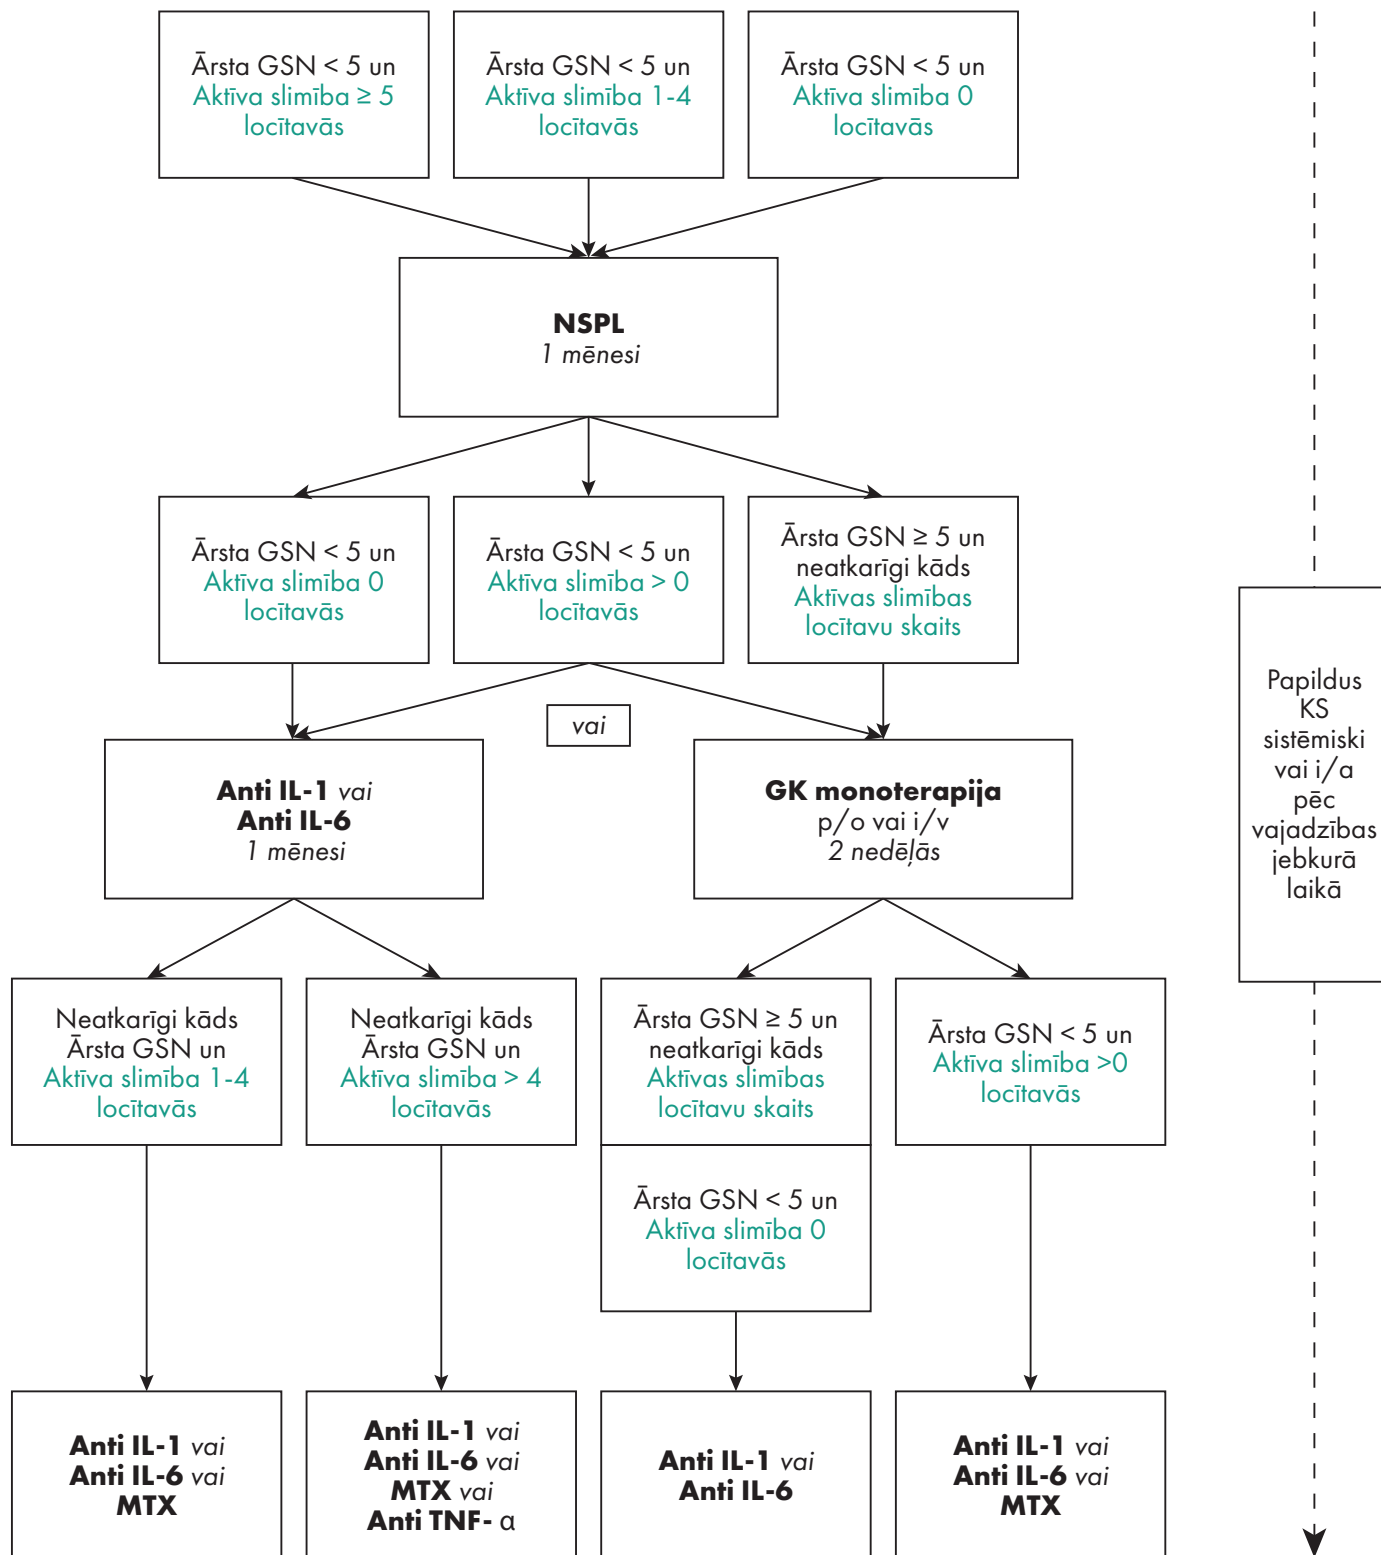 Ārsta GSN < 5 un
Aktīva slimība ≥ 5
locītavās
Ārsta GSN < 5 un
Aktīva slimība 1-4
locītavās
Ārsta GSN < 5 un
Aktīva slimība 0
locītavās
NSPL
1 mēnesi
Ārsta GSN < 5 un
Aktīva slimība 0
locītavās
Ārsta GSN < 5 un
Aktīva slimība > 0
locītavās
Ārsta GSN ≥ 5 un
neatkarīgi kāds
Aktīvas slimības
locītavu skaits
vai
Anti IL-1 vai
Anti IL-6
1 mēnesi
GK monoterapija
p/o vai i/v
2 nedēļās
Papildus
KS
sistēmiski
vai i/a
pēc
vajadzības
jebkurā
laikā
Neatkarīgi kāds
Ārsta GSN un
Aktīva slimība 1-4
locītavās
Neatkarīgi kāds
Ārsta GSN un
Aktīva slimība > 4
locītavās
Ārsta GSN ≥ 5 un
neatkarīgi kāds
Aktīvas slimības
locītavu skaits
Ārsta GSN < 5 un
Aktīva slimība >0
locītavās
Ārsta GSN < 5 un
Aktīva slimība 0
locītavās
Anti IL-1 vai
Anti IL-6 vai
MTX
Anti IL-1 vai
Anti IL-6 vai
MTX vai
Anti TNF- α
Anti IL-1 vai
Anti IL-6
Anti IL-1 vai
Anti IL-6 vai
MTX